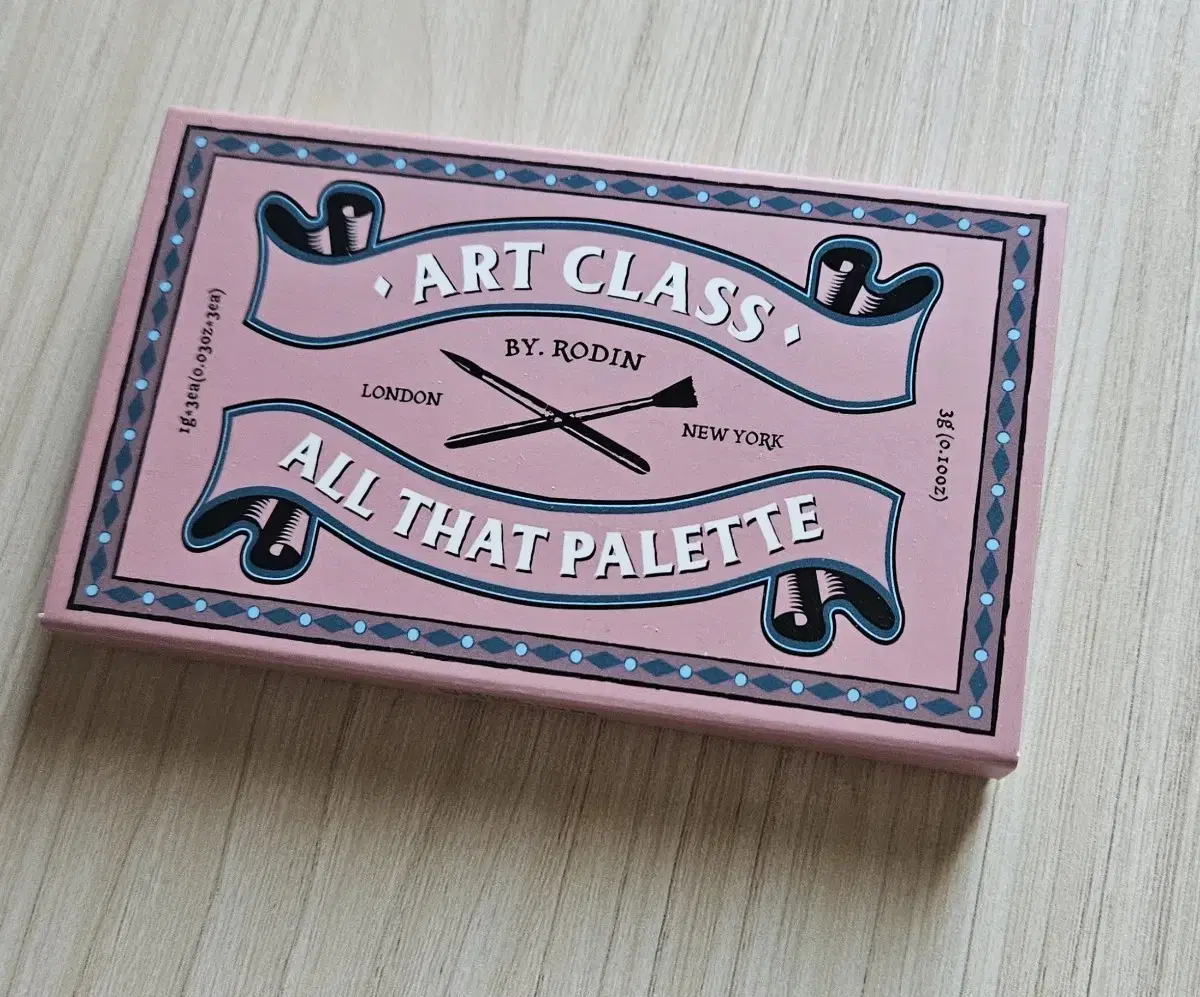 · ART CLASS ·
BY. RODIN
LONDON
NEW YORK
ALL THAT PALETTE
1g*3ea(0.03oz*3ea)
3g (0.10oz)